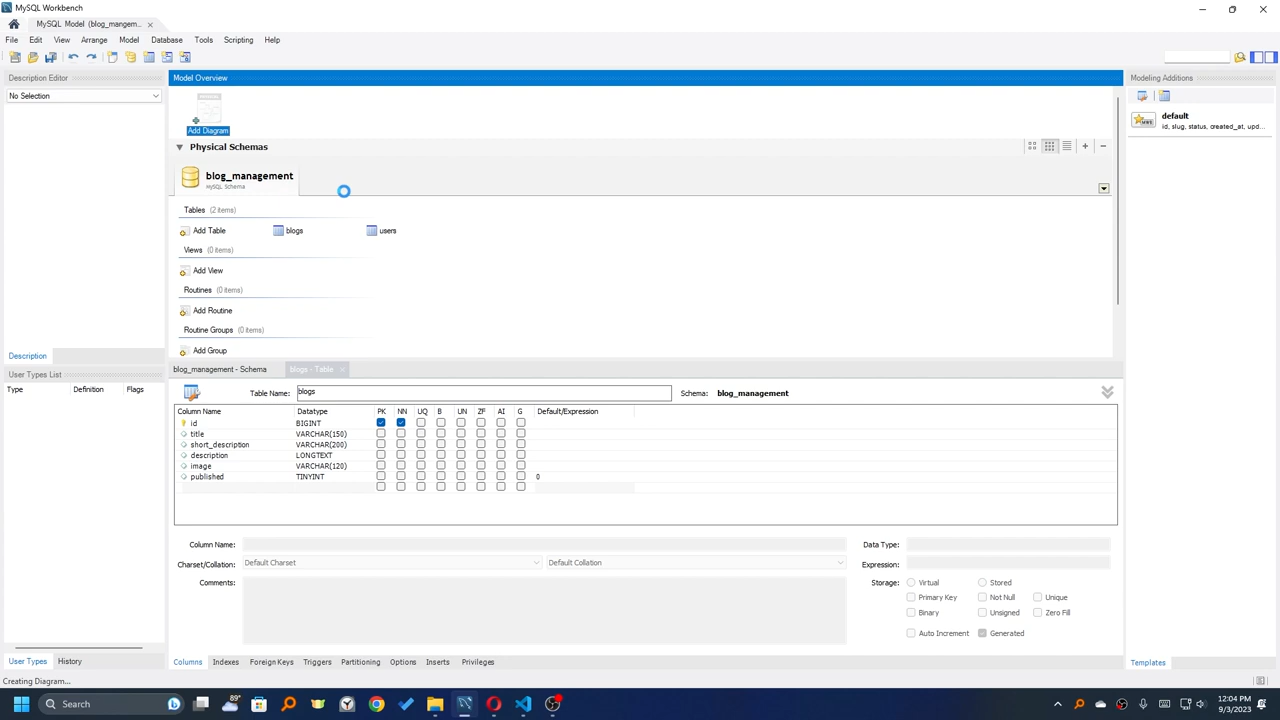 MySQL Workbench
MySQL Model (blog_mangem...
File Edit View Arrange Model Database Tools Scripting Help
Description Editor
No Selection
Description
User Types List
Type Definition Flags
User Types History
Model Overview
Add Diagram
Physical Schemas
blog_management
MySQL Schema
Tables (2 items)
Add Table blogs users
Views (0 items)
Add View
Routines (0 items)
Add Routine
Routine Groups (0 items)
Add Group
blog_management - Schema blogs - Table
Table Name: blogs Schema: blog_management
Column Name Datatype PK NN UQ B UN ZF AI G Default/Expression
id BIGINT
title VARCHAR(150)
short_description VARCHAR(200)
description LONGTEXT
image VARCHAR(120)
published TINYINT 0
Column Name: Data Type:
Charset/Collation: Default Charset Default Collation Expression:
Comments: Storage: Virtual Stored
Primary Key Not Null Unique
Binary Unsigned Zero Fill
Auto Increment Generated
Columns Indexes Foreign Keys Triggers Partitioning Options Inserts Privileges
Modeling Additions
default
id, slug, status, created_at, upd...
Templates
Creating Diagram...
Search
89°
12:04 PM
9/3/2023